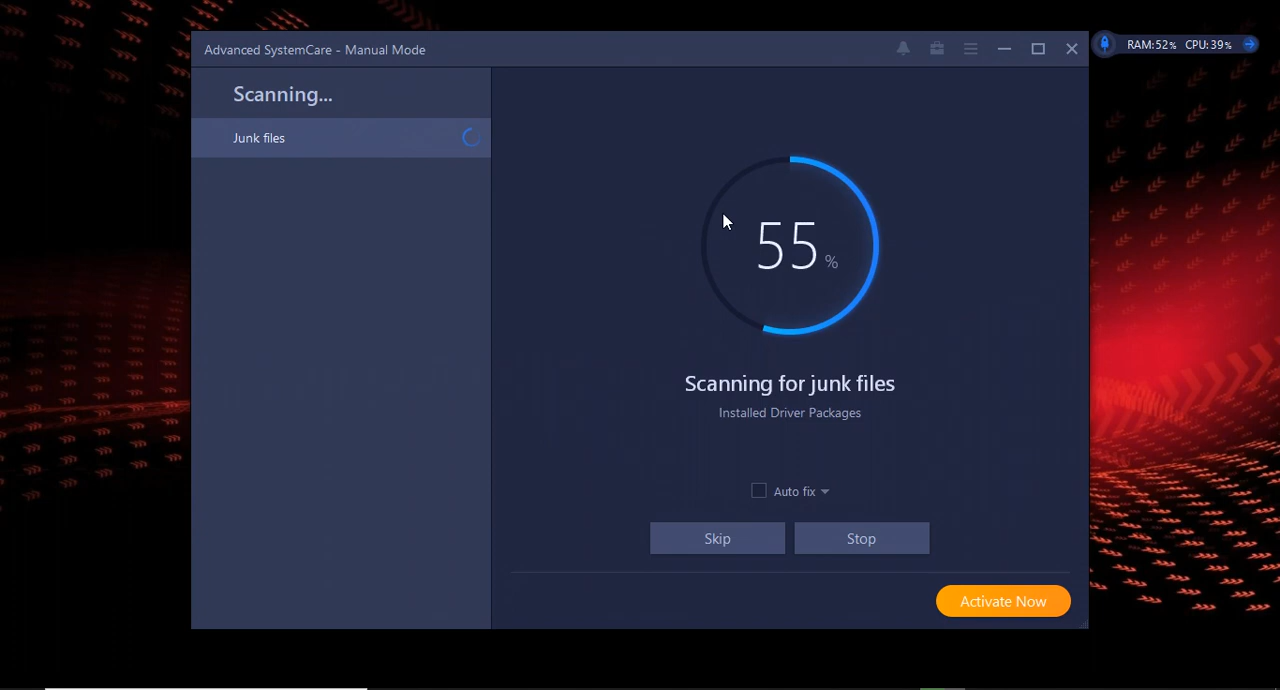 Advanced SystemCare - Manual Mode
RAM:52% CPU:39%
Scanning...
Junk files
55 %
Scanning for junk files
Installed Driver Packages
Auto fix
Skip
Stop
Activate Now